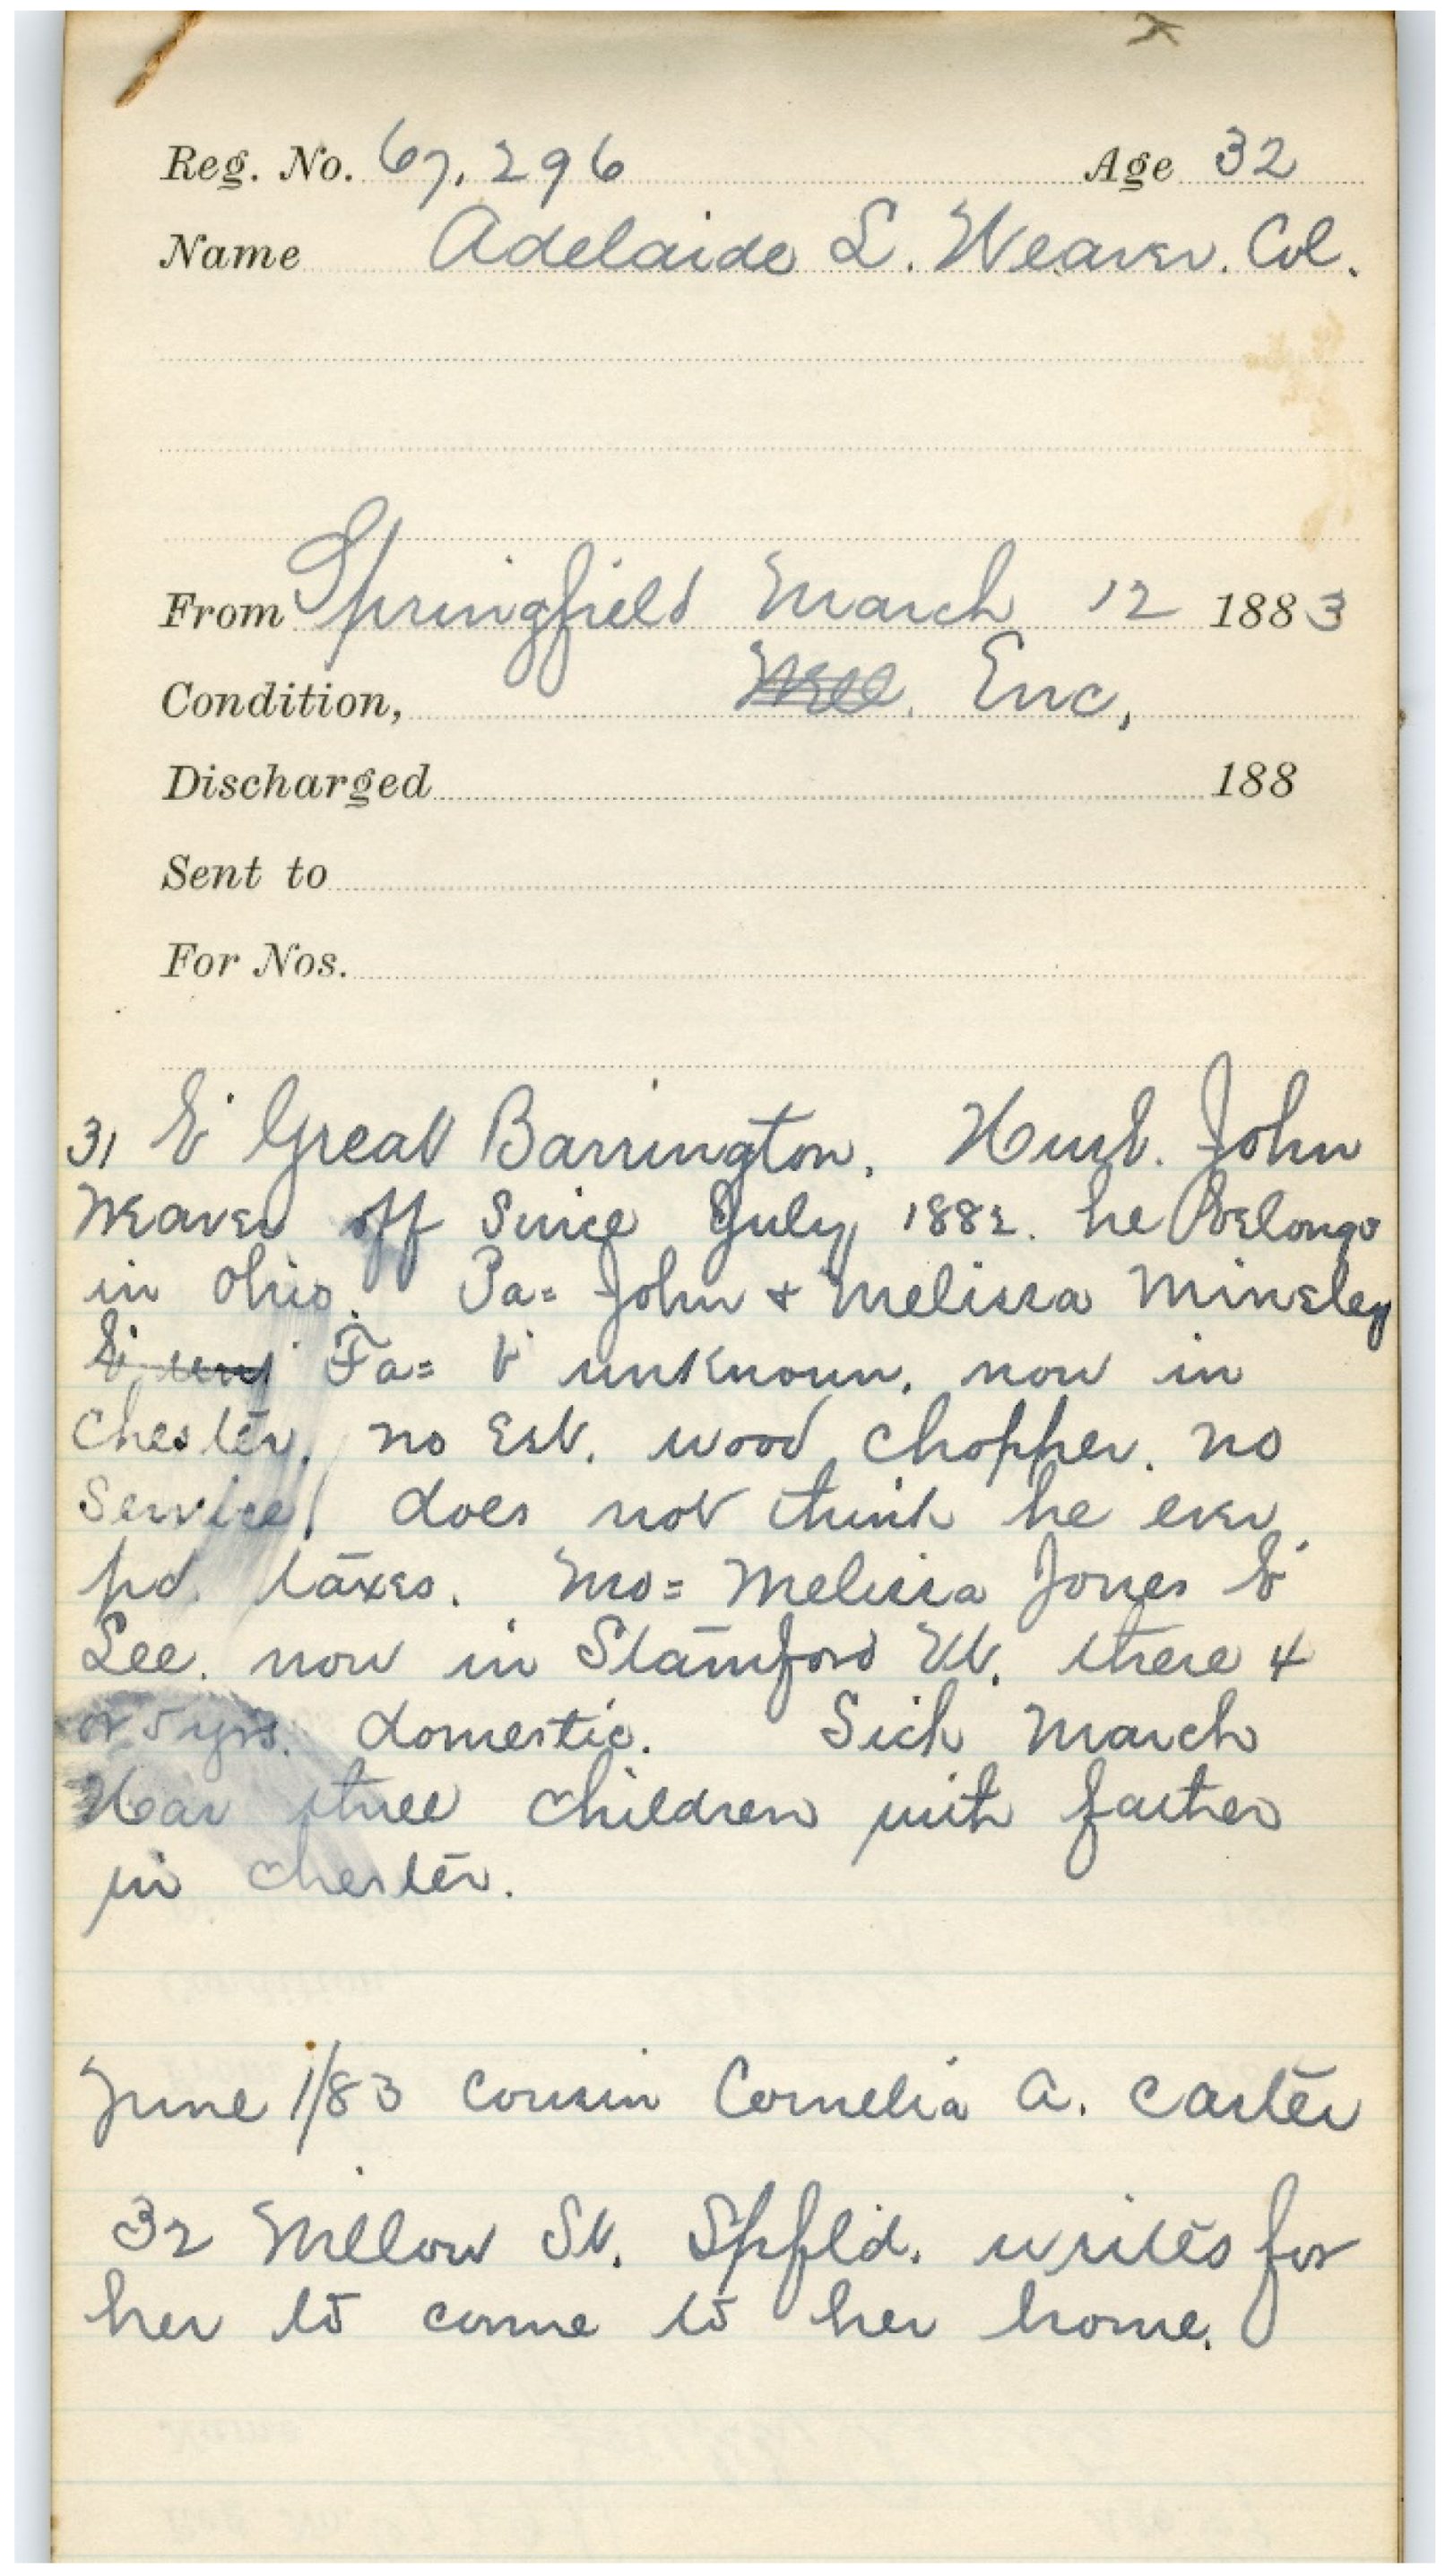 Reg. No. 67,296 Age 32
Name Adelaide L. Weaver. Col.
From Springfield March 12 1883
Condition, Well. Enc,
Discharged 188
Sent to
For Nos.
31 b Great Barrington. Husb. John
Weaver off Since July 1882. he belongs
in Ohio. Pa= John + Melissa Minsley
b Fa= b unknown. now in
Chester. no Est. wood chopper. no
Service, does not think he ever
pd. taxes. Mo= Melissa Jones b
Lee. now in Stamford Vt. there 4
or 5 yrs. domestic. Sick March
Has three children with father
in Chester.
June 1/83 Cousin Cornelia A. Carter
32 Willow St. Spfld. writes for
her to come to her home.